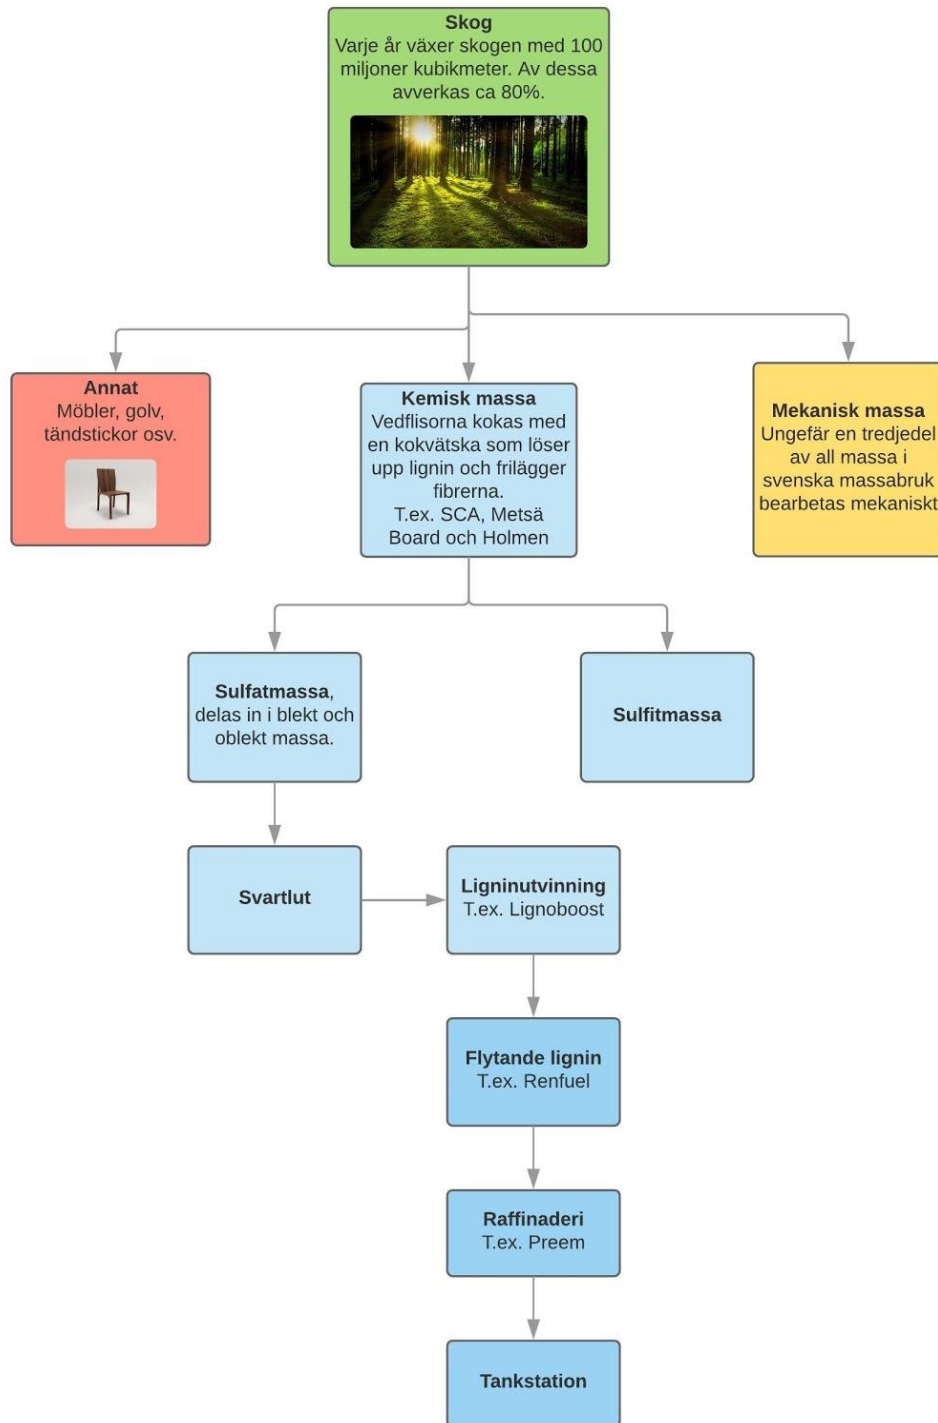 Skog
Varje år växer skogen med 100
miljoner kubikmeter. Av dessa
avverkas ca 80%.
Annat
Möbler, golv,
tändstickor osv.
Kemisk massa
Vedflisorna kokas med
en kokvätska som löser
upp lignin och frilägger
fibrerna.
T.ex. SCA, Metsä
Board och Holmen
Mekanisk massa
Ungefär en tredjedel
av all massa i
svenska massabruk
bearbetas mekaniskt
Sulfatmassa,
delas in i blekt och
oblekt massa.
Sulfitmassa
Svartlut
Ligninutvinning
T.ex. Lignoboost
Flytande lignin
T.ex. Renfuel
Raffinaderi
T.ex. Preem
Tankstation